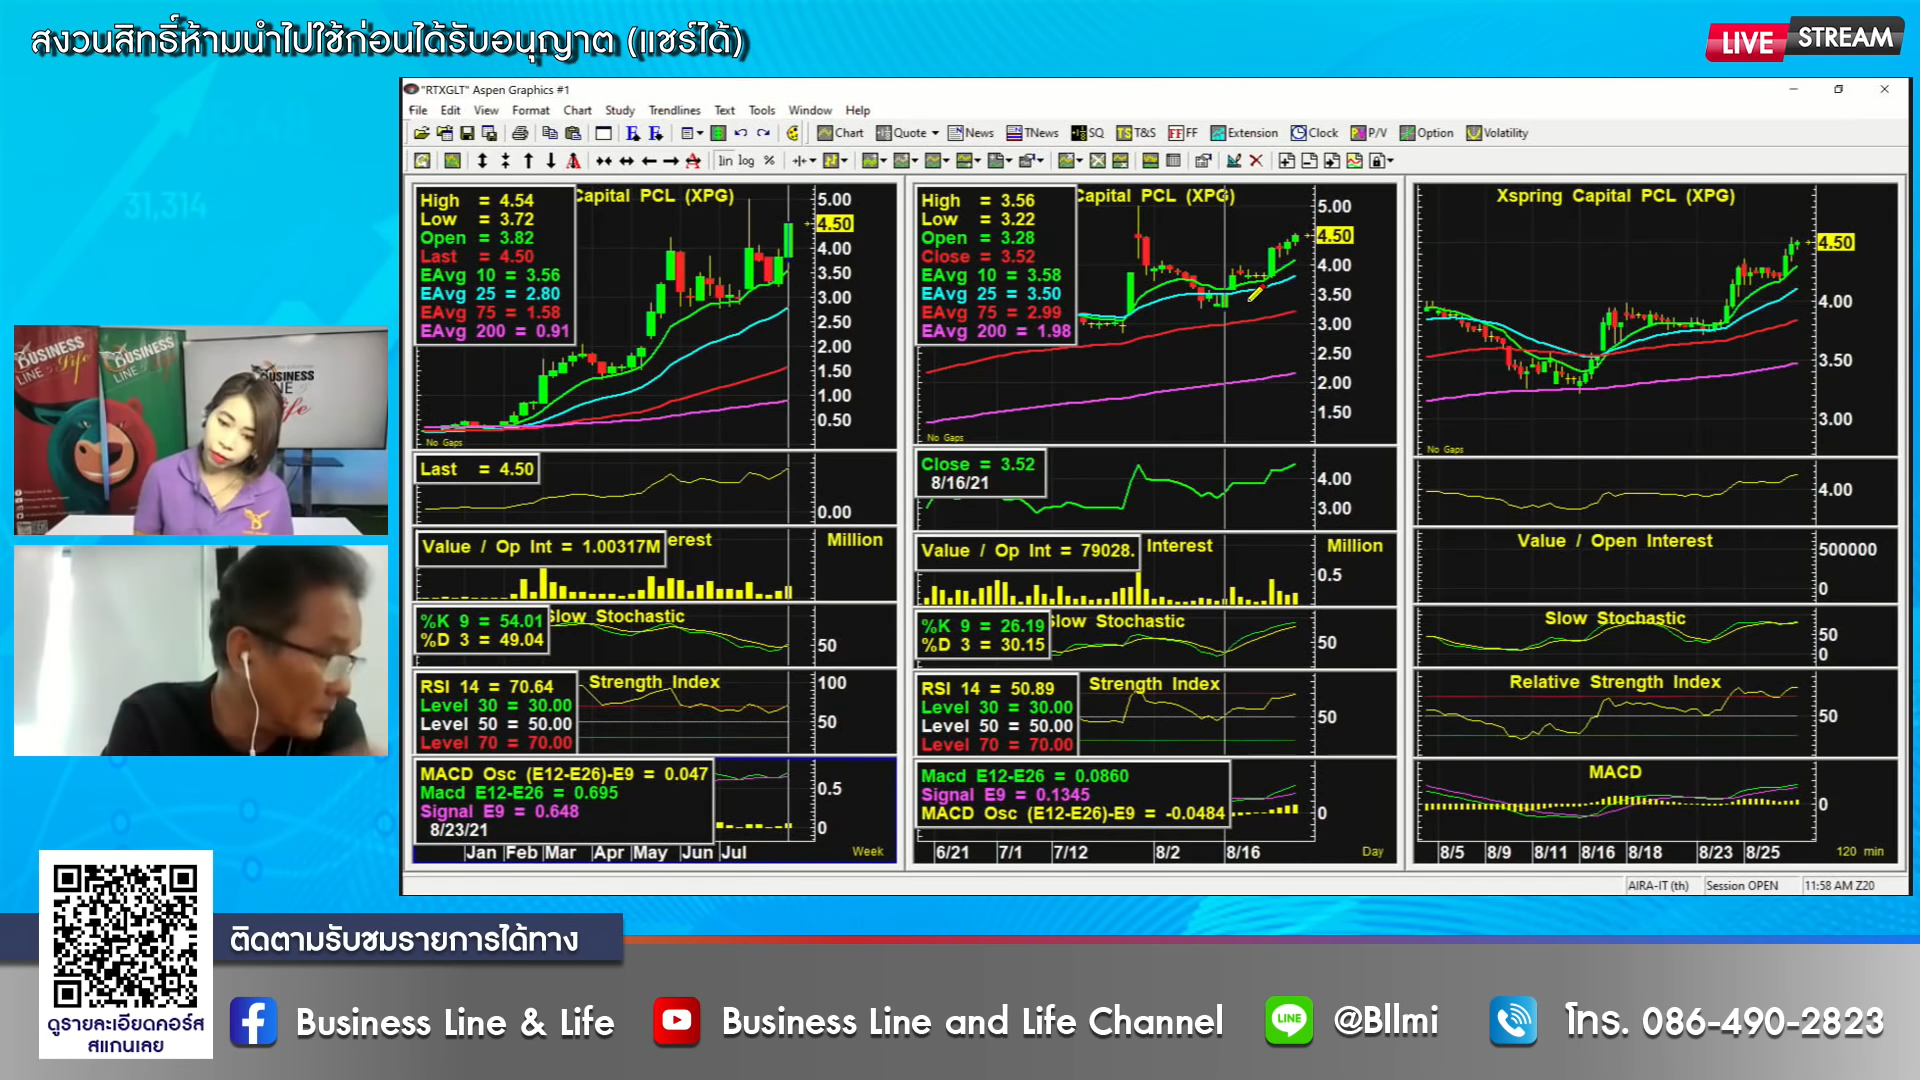 สงวนสิทธิ์ห้ามนำไปใช้ก่อนได้รับอนุญาต (แชร์ได้)
LIVE STREAM
"RTXGLT" Aspen Graphics #1
File Edit View Format Chart Study Trendlines Text Tools Window Help
Chart Quote News TNews SQ T&S FF Extension Clock P/V Option Volatility
lin log %
Capital PCL (XPG)
High = 4.54
Low = 3.72
Open = 3.82
Last = 4.50
EAvg 10 = 3.56
EAvg 25 = 2.80
EAvg 75 = 1.58
EAvg 200 = 0.91
5.00
4.50
4.00
3.50
3.00
2.50
2.00
1.50
1.00
0.50
No Gaps
Last = 4.50
0.00
Value / Op Int = 1.00317M erest Million
%K 9 = 54.01
%D 3 = 49.04
Slow Stochastic
50
RSI 14 = 70.64
Level 30 = 30.00
Level 50 = 50.00
Level 70 = 70.00
Strength Index
100
50
MACD Osc (E12-E26)-E9 = 0.047
Macd E12-E26 = 0.695
Signal E9 = 0.648
8/23/21
0.5
0
Jan Feb Mar Apr May Jun Jul Week
Capital PCL (XPG)
High = 3.56
Low = 3.22
Open = 3.28
Close = 3.52
EAvg 10 = 3.58
EAvg 25 = 3.50
EAvg 75 = 2.99
EAvg 200 = 1.98
5.00
4.50
4.00
3.50
3.00
2.50
2.00
1.50
No Gaps
Close = 3.52
8/16/21
4.00
3.00
Value / Op Int = 79028. Interest Million
0.5
%K 9 = 26.19
%D 3 = 30.15
Slow Stochastic
50
RSI 14 = 50.89
Level 30 = 30.00
Level 50 = 50.00
Level 70 = 70.00
Strength Index
50
Macd E12-E26 = 0.0860
Signal E9 = 0.1345
MACD Osc (E12-E26)-E9 = -0.0484
0
6/21 7/1 7/12 8/2 8/16 Day
Xspring Capital PCL (XPG)
4.50
4.00
3.50
3.00
No Gaps
4.00
Value / Open Interest
500000
0
Slow Stochastic
50
0
Relative Strength Index
50
MACD
0
8/5 8/9 8/11 8/16 8/18 8/23 8/25 120 min
AIRA-IT (th) Session OPEN 11:58 AM Z20
31,314
BUSINESS
LINE Life
BUSINESS
LINE
BUSINESS
LINE
Life
ติดตามรับชมรายการได้ทาง
ดูรายละเอียดคอร์ส
สแกนเลย
Business Line & Life
Business Line and Life Channel
LINE
@Bllmi
โทร. 086-490-2823